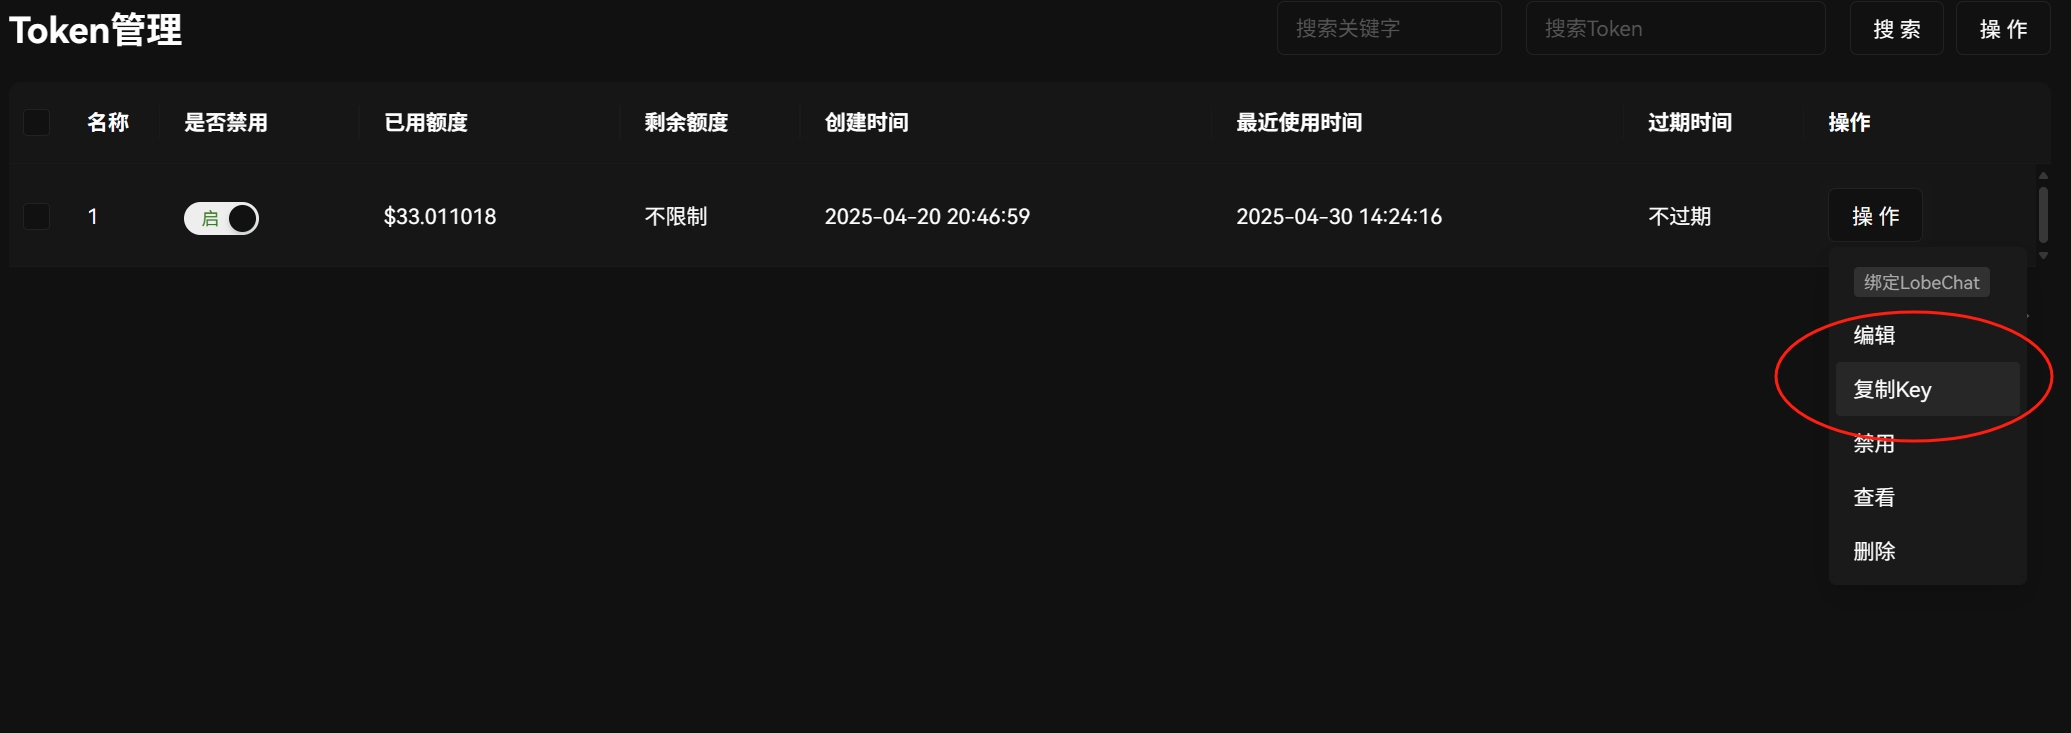 Token管理
搜索关键字
搜索Token
搜 索
操 作
名称 是否禁用 已用额度 剩余额度 创建时间 最近使用时间 过期时间 操作
1 启 $33.011018 不限制 2025-04-20 20:46:59 2025-04-30 14:24:16 不过期 操 作
绑定LobeChat
编辑
复制Key
禁用
查看
删除